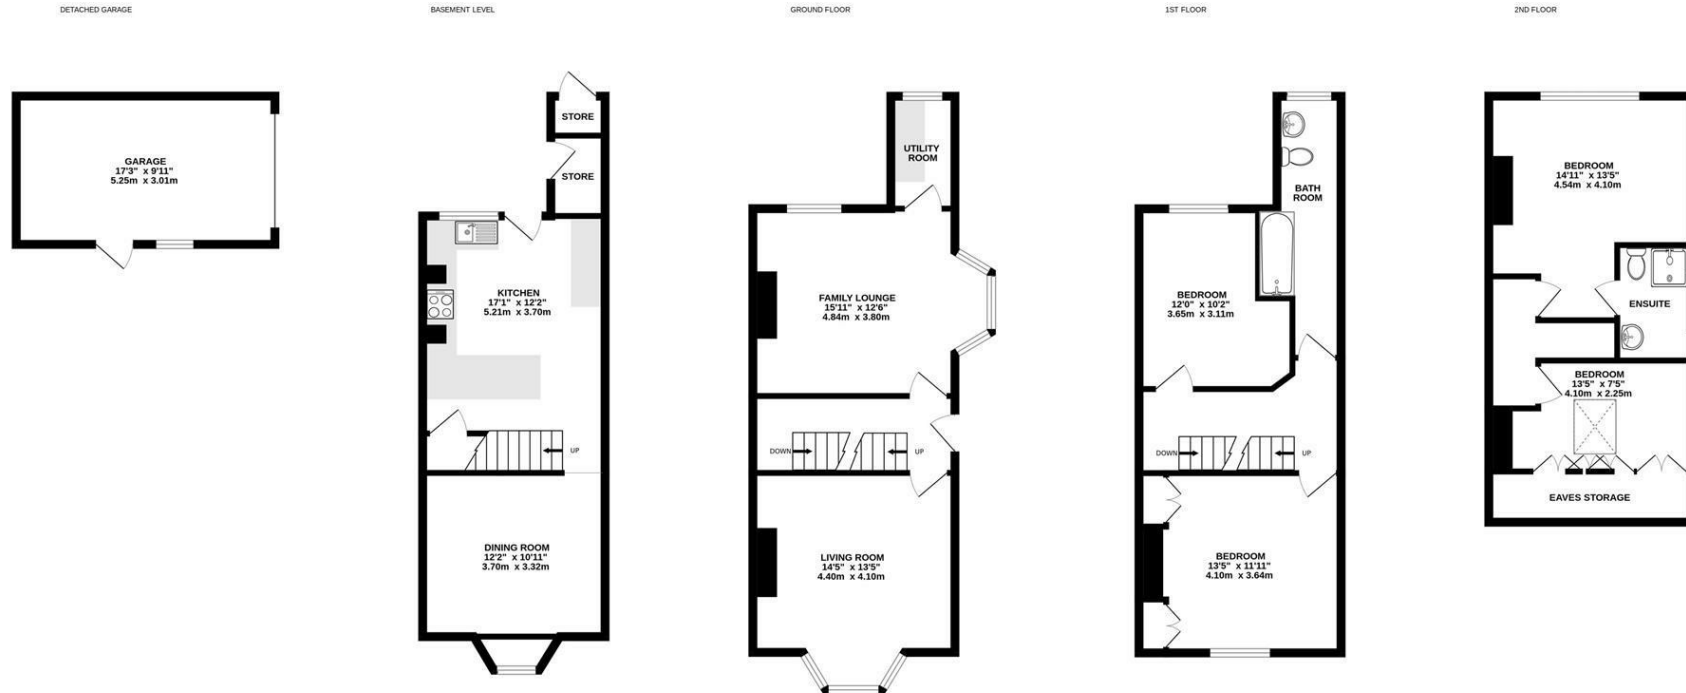 DETACHED GARAGE
GARAGE
17'3" x 9'11"
5.25m x 3.01m
BASEMENT LEVEL
STORE
STORE
KITCHEN
17'1" x 12'2"
5.21m x 3.70m
UP
DINING ROOM
12'2" x 10'11"
3.70m x 3.32m
GROUND FLOOR
UTILITY
ROOM
FAMILY LOUNGE
15'11" x 12'6"
4.84m x 3.80m
DOWN
UP
LIVING ROOM
14'5" x 13'5"
4.40m x 4.10m
1ST FLOOR
BATH
ROOM
BEDROOM
12'0" x 10'2"
3.65m x 3.11m
DOWN
UP
BEDROOM
13'5" x 11'11"
4.10m x 3.64m
2ND FLOOR
BEDROOM
14'11" x 13'5"
4.54m x 4.10m
ENSUITE
BEDROOM
13'5" x 7'5"
4.10m x 2.25m
EAVES STORAGE